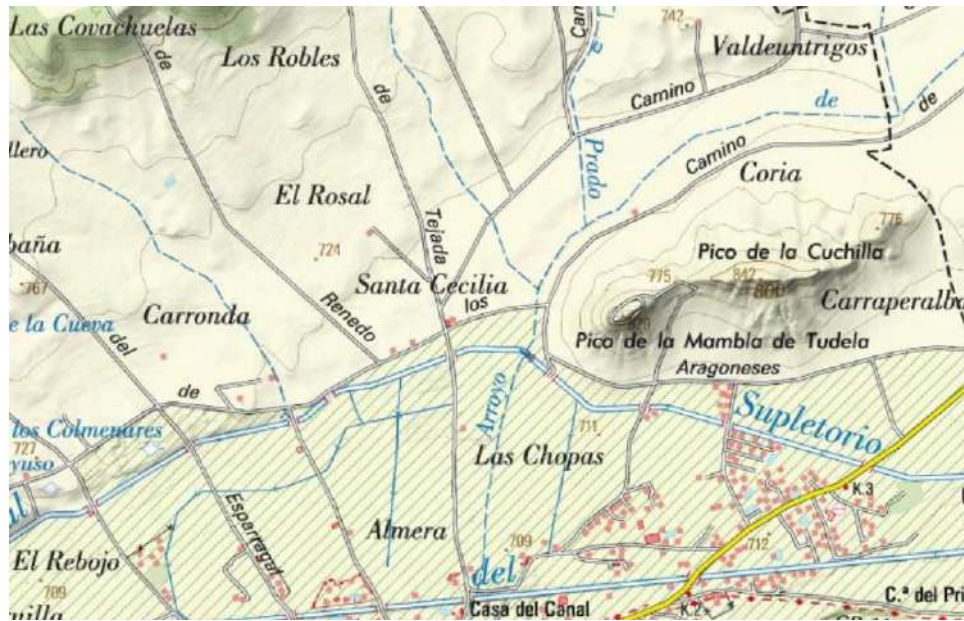 Las Covachuelas
de
Los Robles
de
742
Valdeuntrigos
Camino
de
Prado
Camino
de
Coria
El Rosal
Tejada
724
Santa Cecilia
los
Pico de la Cuchilla
776
775
842
Carraperalba
767
Carronda
Renedo
de la Cueva
del
Pico de la Mambla de Tudela
Aragoneses
de
los Colmenares
727
Arroyo
Las Chopas
711
Supletorio
K.3
Esparragal
Almera
El Rebojo
709
709
712
del
Casa del Canal
K.2
C.ª del Pri